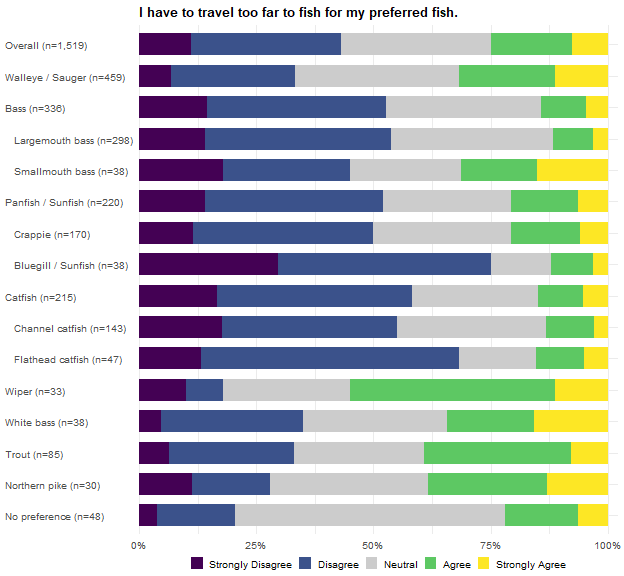 I have to travel too far to fish for my preferred fish.
Overall (n=1,519)
Walleye / Sauger (n=459)
Bass (n=336)
Largemouth bass (n=298)
Smallmouth bass (n=38)
Panfish / Sunfish (n=220)
Crappie (n=170)
Bluegill / Sunfish (n=38)
Catfish (n=215)
Channel catfish (n=143)
Flathead catfish (n=47)
Wiper (n=33)
White bass (n=38)
Trout (n=85)
Northern pike (n=30)
No preference (n=48)
0% 25% 50% 75% 100%
Strongly Disagree Disagree Neutral Agree Strongly Agree